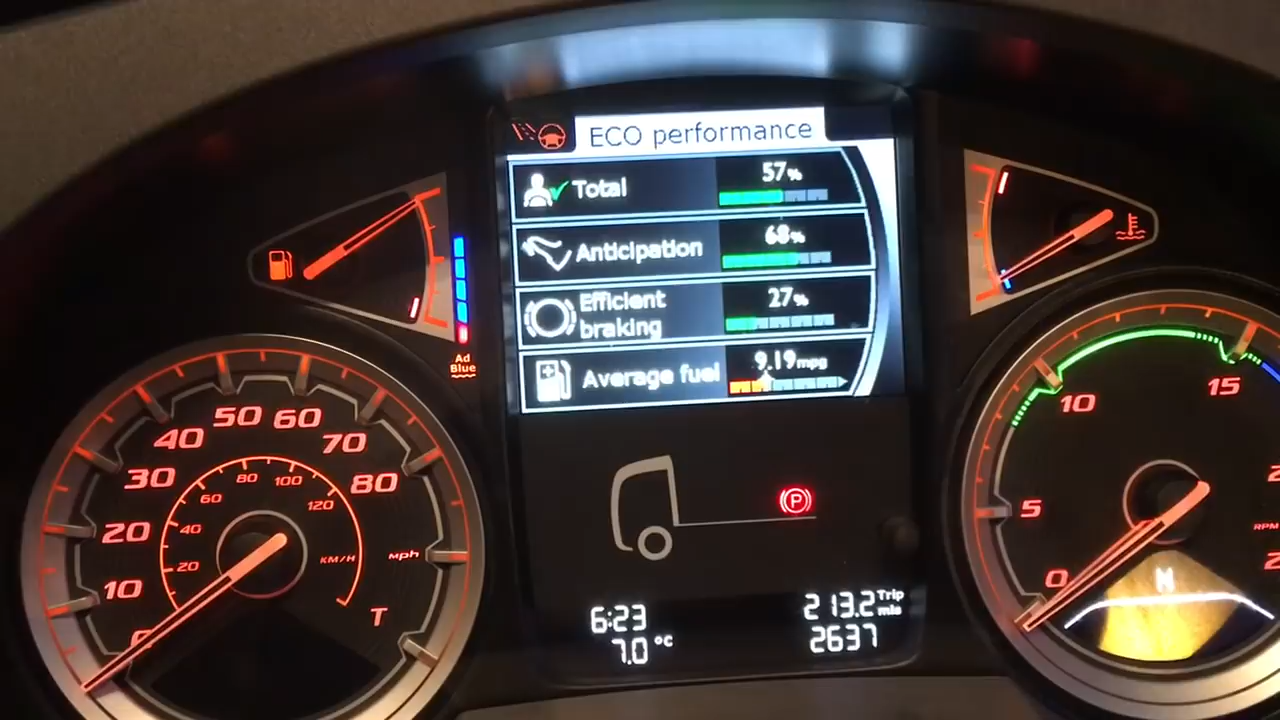 ECO performance
Total 57%
Anticipation 68%
Efficient braking 27%
Average fuel 9.19mpg
Ad Blue
10 20 30 40 50 60 70 80 mph
20 40 60 80 100 120 KM/H
T
0 5 10 15
RPM
P
N
6:23
7.0 °C
213.2 Trip mls
2637